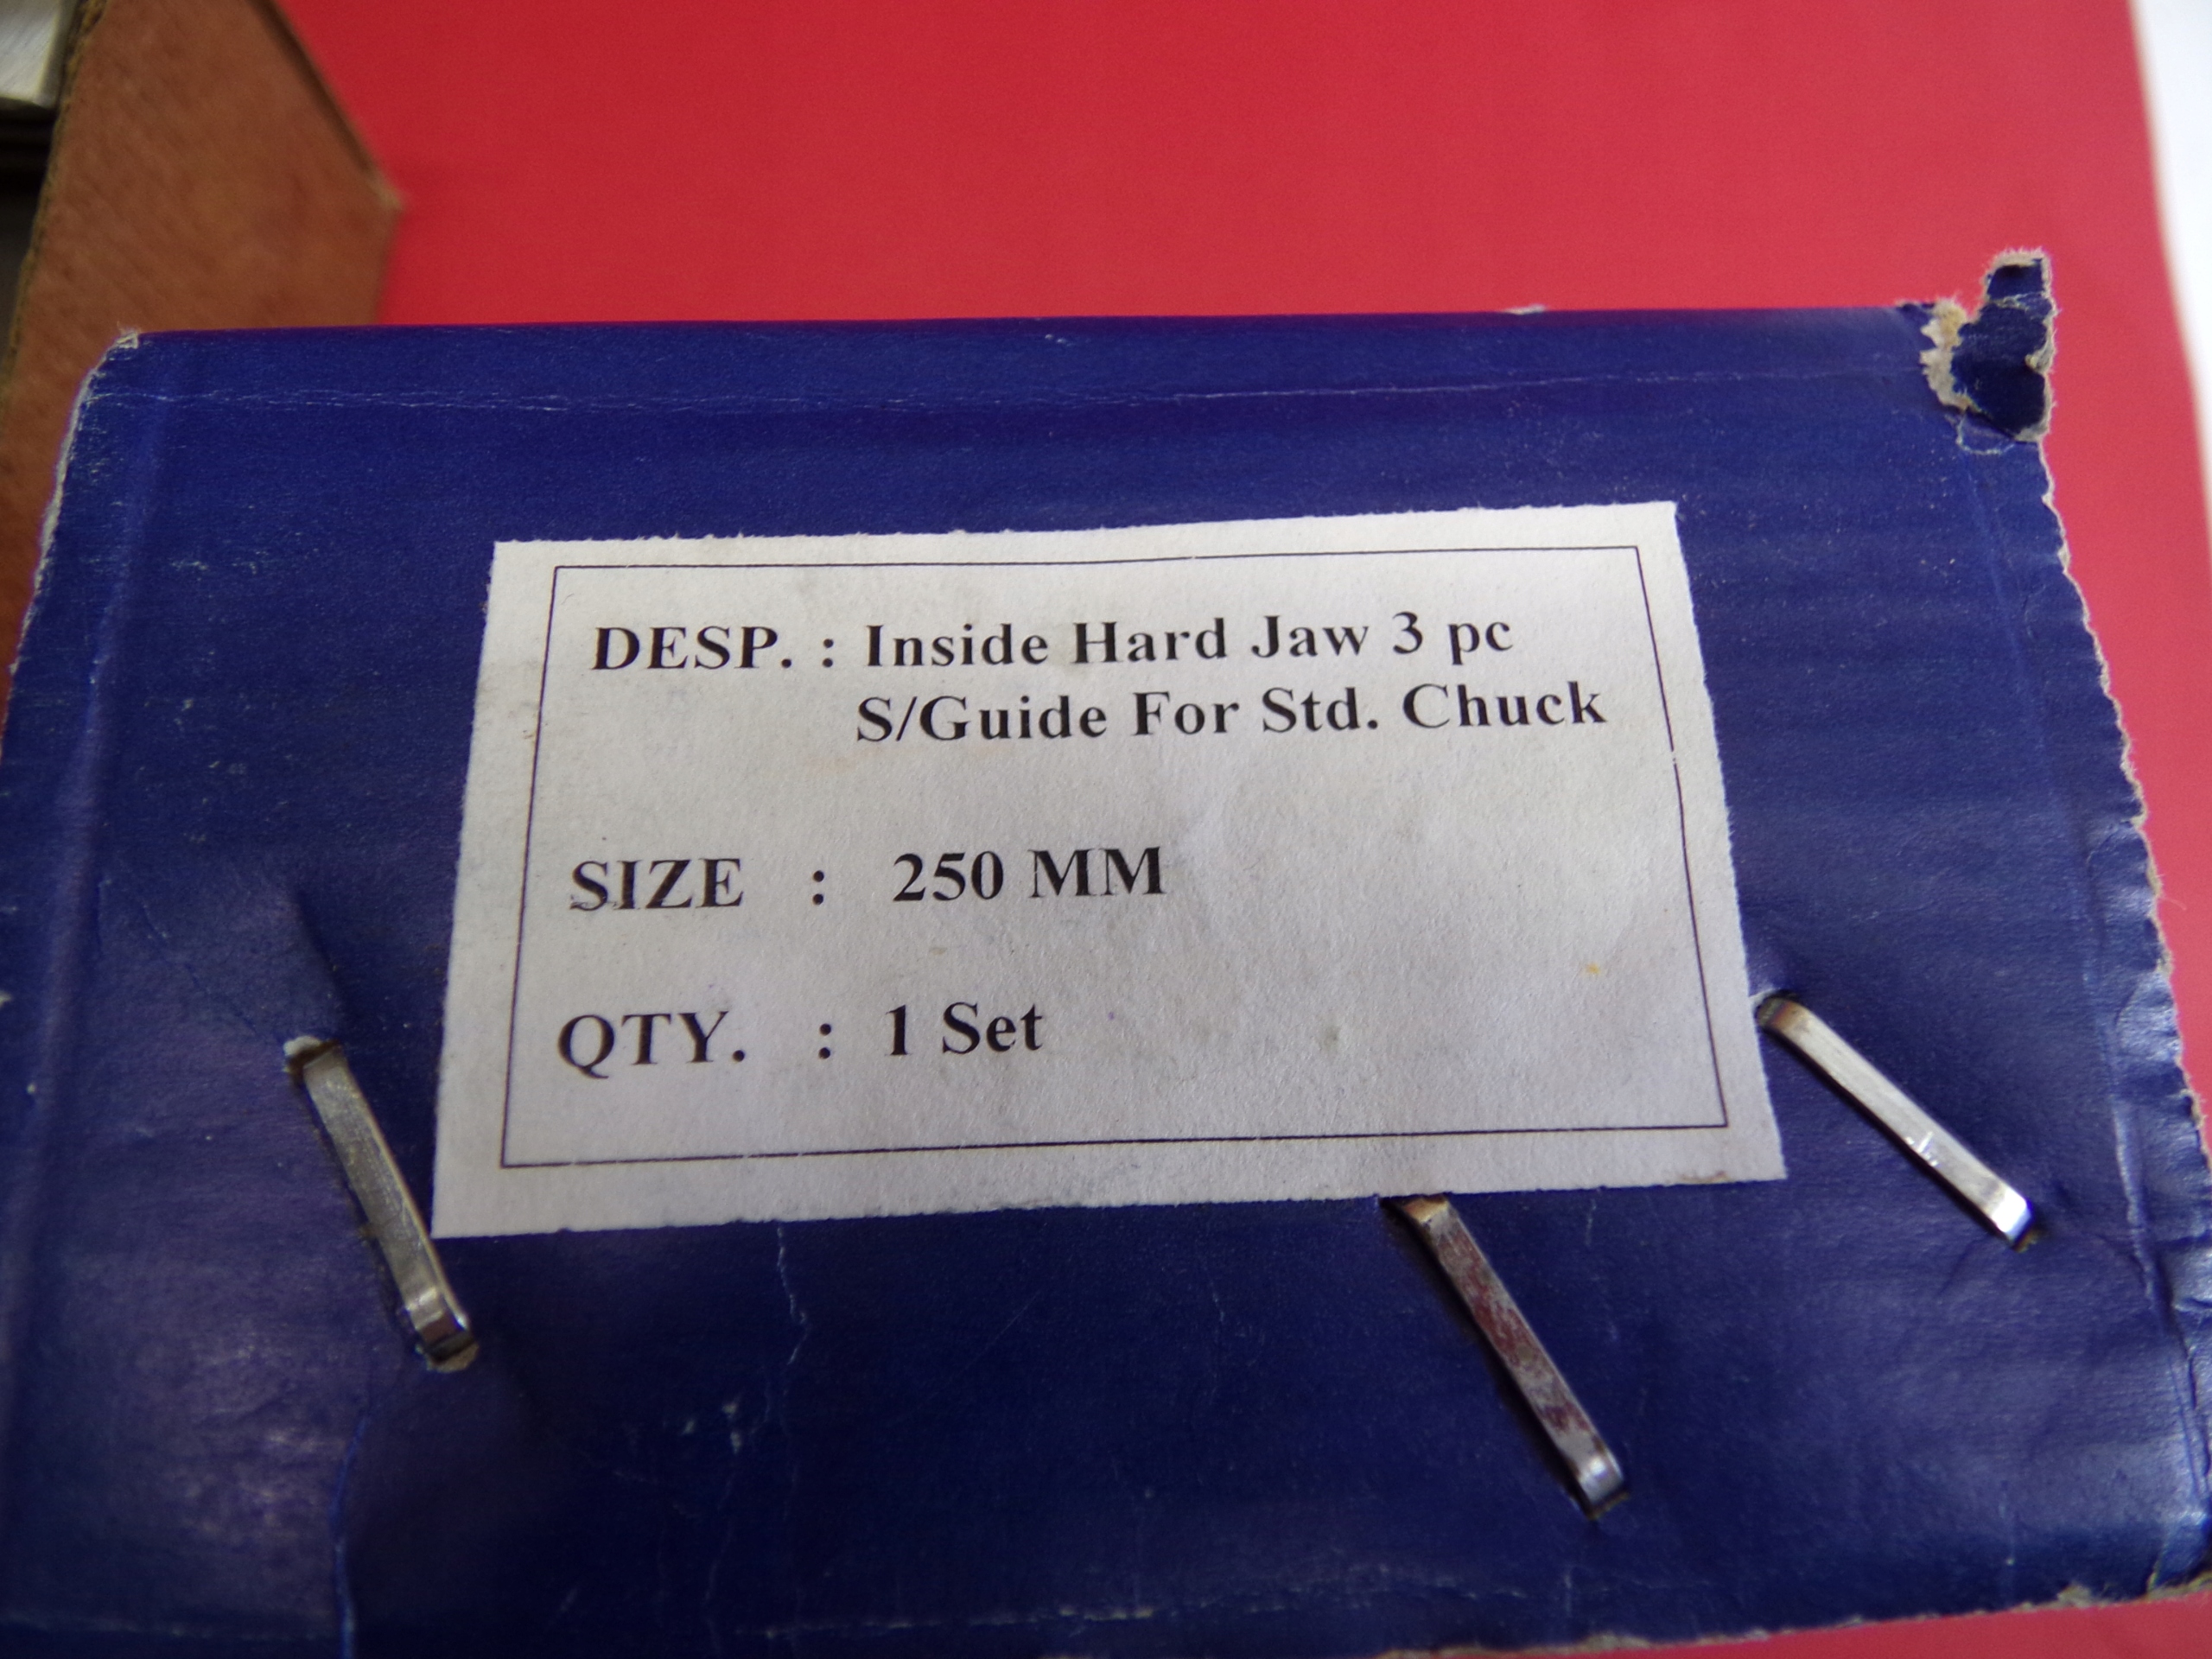 DESP. : Inside Hard Jaw 3 pc
S/Guide For Std. Chuck
SIZE : 250 MM
QTY. : 1 Set